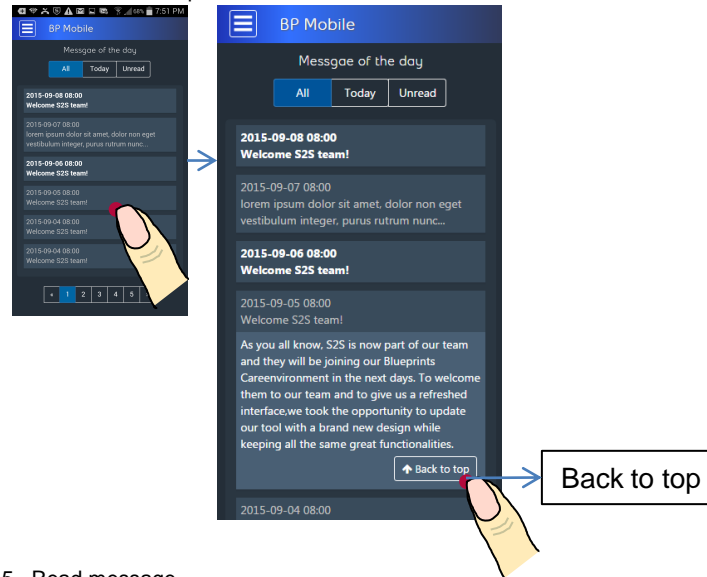 68% 7:51 PM
BP Mobile
Messgae of the day
All Today Unread
2015-09-08 08:00
Welcome S2S team!
2015-09-07 08:00
lorem ipsum dolor sit amet, dolor non eget
vestibulum integer, purus rutrum nunc...
2015-09-06 08:00
Welcome S2S team!
2015-09-05 08:00
Welcome S2S team!
2015-09-04 08:00
Welcome S2S team!
2015-09-04 08:00
Welcome S2S team!
« 1 2 3 4 5
BP Mobile
Messgae of the day
All Today Unread
2015-09-08 08:00
Welcome S2S team!
2015-09-07 08:00
lorem ipsum dolor sit amet, dolor non eget
vestibulum integer, purus rutrum nunc...
2015-09-06 08:00
Welcome S2S team!
2015-09-05 08:00
Welcome S2S team!
As you all know, S2S is now part of our team
and they will be joining our Blueprints
Careenvironment in the next days. To welcome
them to our team and to give us a refreshed
interface,we took the opportunity to update
our tool with a brand new design while
keeping all the same great functionalities.
Back to top
2015-09-04 08:00
Back to top